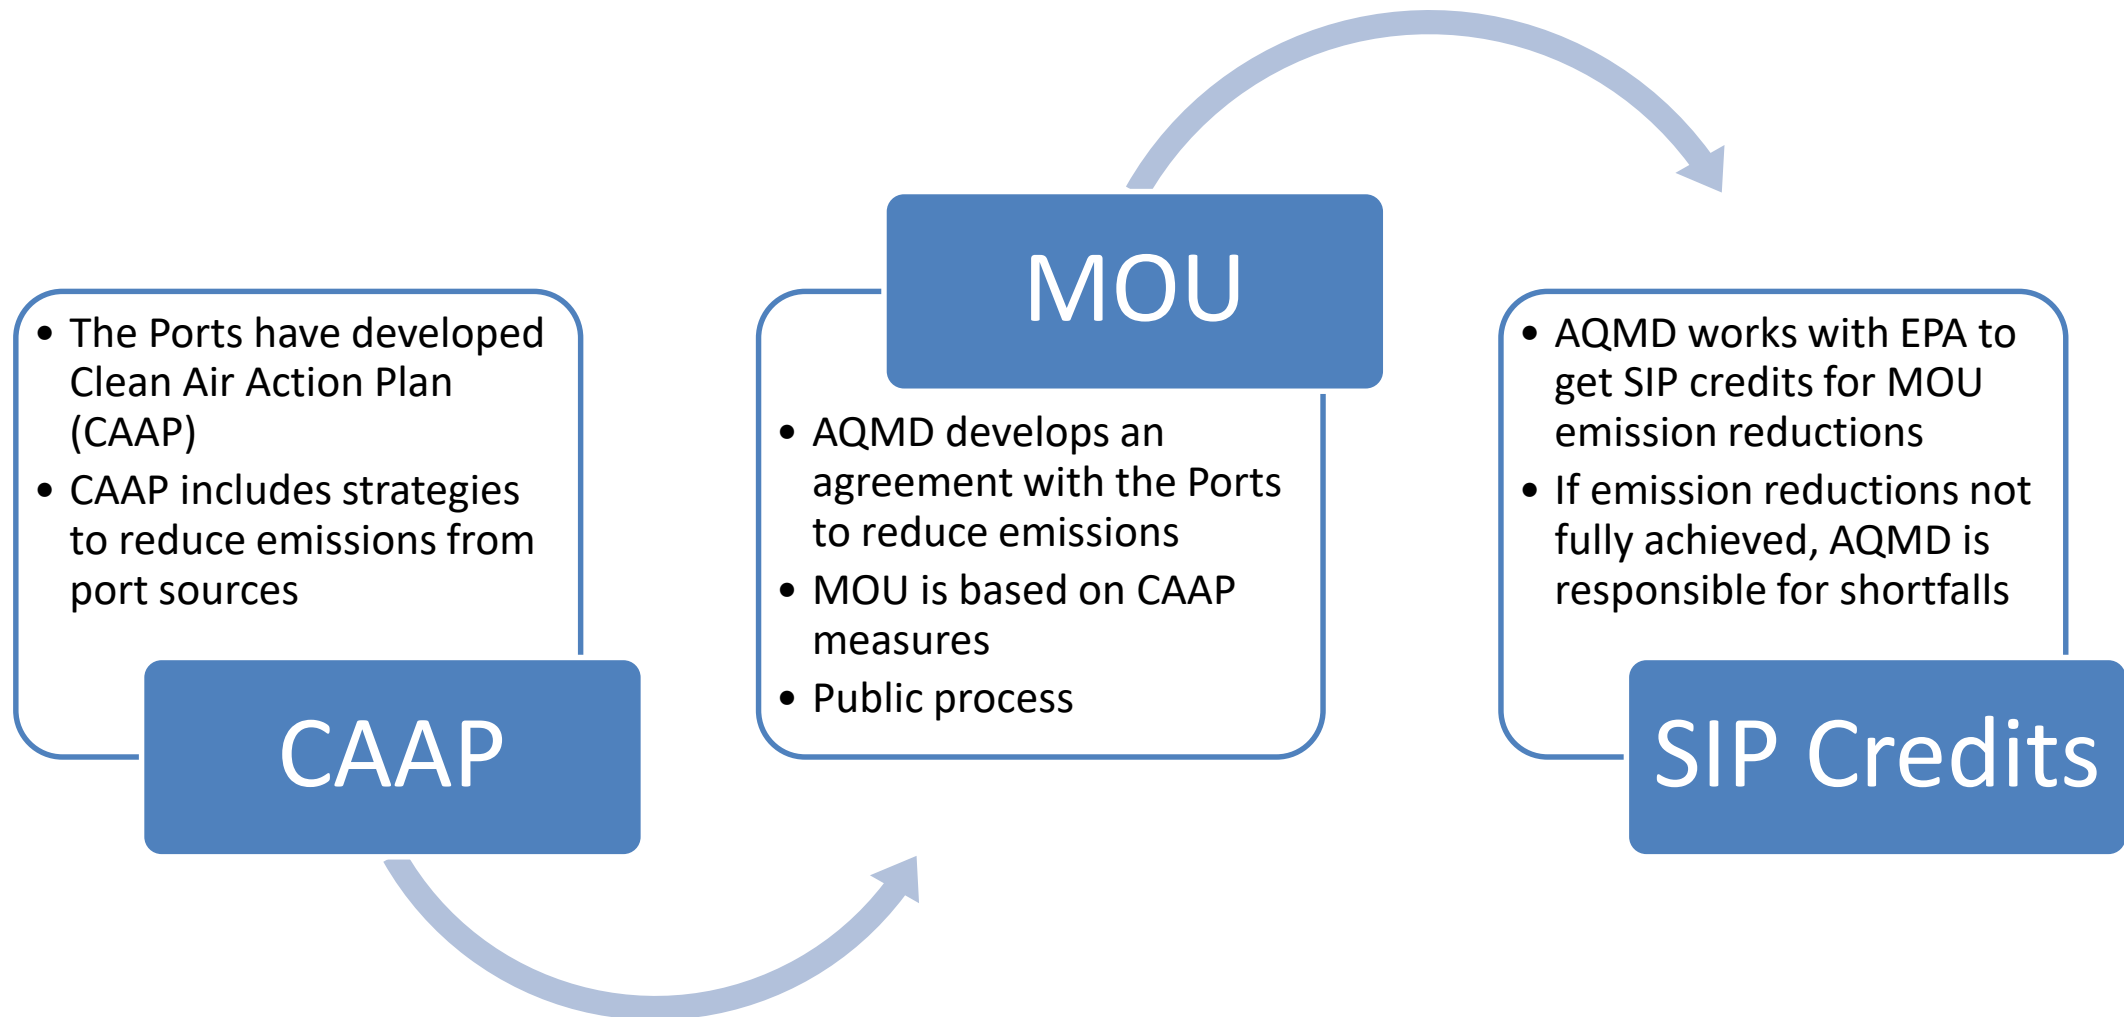 • The Ports have developed
Clean Air Action Plan
(CAAP)
• CAAP includes strategies
to reduce emissions from
port sources
CAAP
MOU
• AQMD develops an
agreement with the Ports
to reduce emissions
• MOU is based on CAAP
measures
• Public process
• AQMD works with EPA to
get SIP credits for MOU
emission reductions
• If emission reductions not
fully achieved, AQMD is
responsible for shortfalls
SIP Credits